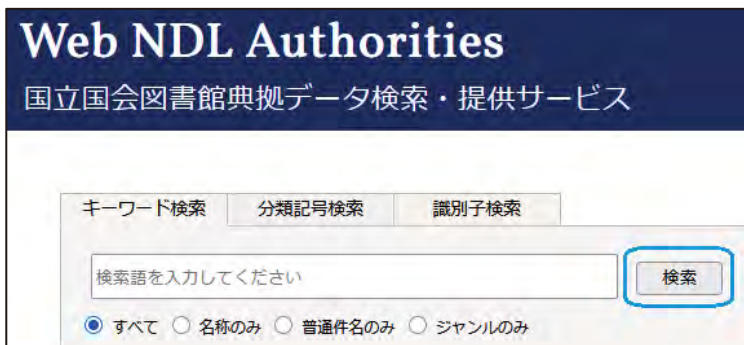 Web NDL Authorities
国立国会図書館典拠データ検索・提供サービス
キーワード検索 分類記号検索 識別子検索
検索語を入力してください 検索
すべて 名称のみ 普通件名のみ ジャンルのみ